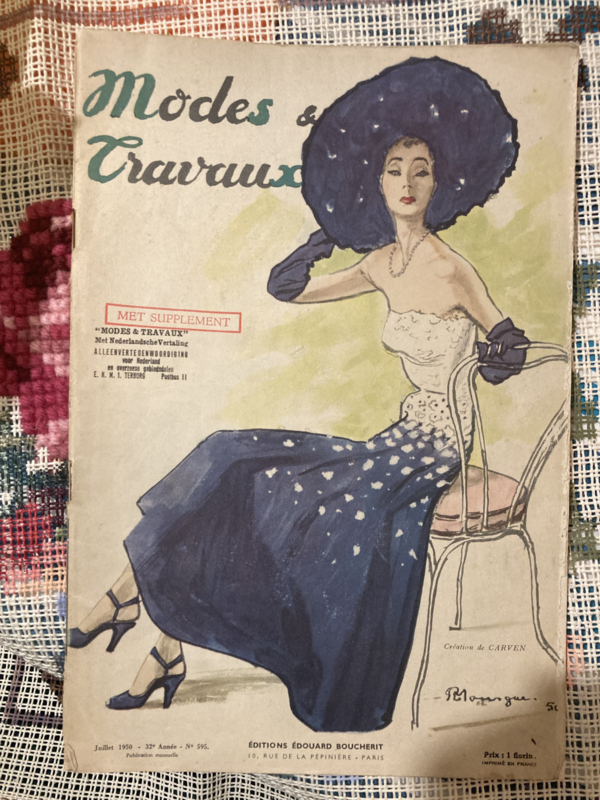 Modes &
Travaux
MET SUPPLEMENT
"MODES & TRAVAUX"
Met Nederlandsche Vertaling
ALLEENVERTEGENWOORDIGING
voor Nederland
en overzeese gebiedsdelen
E. H. M. I. TERBORG Postbus 11
Création de CARVEN
Juillet 1950 - 32e Année - No 595.
Publication mensuelle
ÉDITIONS ÉDOUARD BOUCHERIT
10, RUE DE LA PÉPINIÈRE - PARIS
Prix : 1 florin.
IMPRIMÉ EN FRANCE